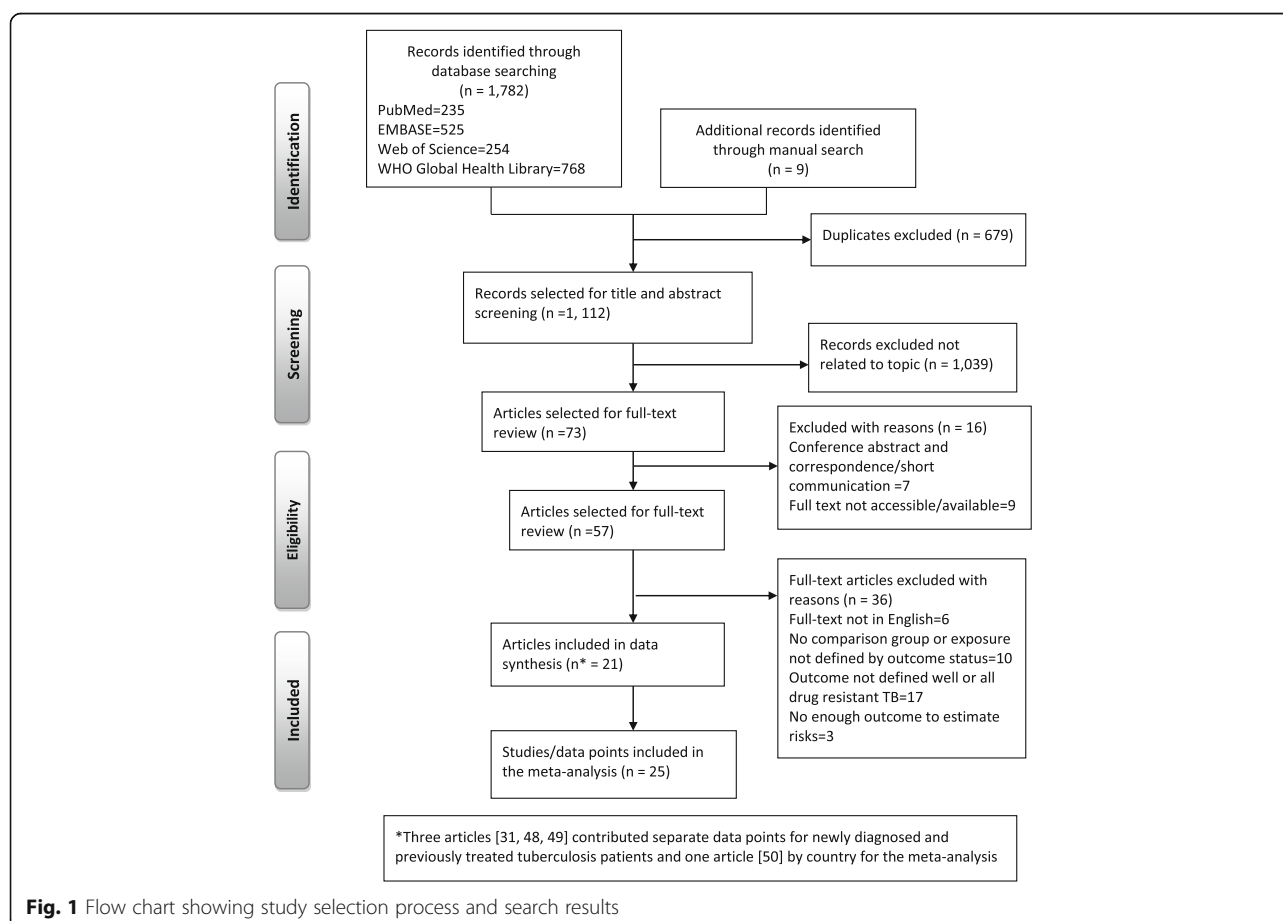 Records identified through
database searching
(n = 1,782)
PubMed=235
EMBASE=525
Web of Science=254
WHO Global Health Library=768
Additional records identified
through manual search
(n = 9)
Identification
Duplicates excluded (n = 679)
Records selected for title and abstract
screening (n =1, 112)
Screening
Records excluded not
related to topic (n = 1,039)
Articles selected for full-text
review (n =73)
Excluded with reasons (n = 16)
Conference abstract and
correspondence/short
communication =7
Full text not accessible/available=9
Eligibility
Articles selected for full-text
review (n =57)
Full-text articles excluded with
reasons (n = 36)
Full-text not in English=6
No comparison group or exposure
not defined by outcome status=10
Outcome not defined well or all
drug resistant TB=17
No enough outcome to estimate
risks=3
Included
Articles included in data
synthesis (n* = 21)
Studies/data points included in
the meta-analysis (n = 25)
*Three articles [31, 48, 49] contributed separate data points for newly diagnosed and
previously treated tuberculosis patients and one article [50] by country for the meta-analysis
Fig. 1 Flow chart showing study selection process and search results